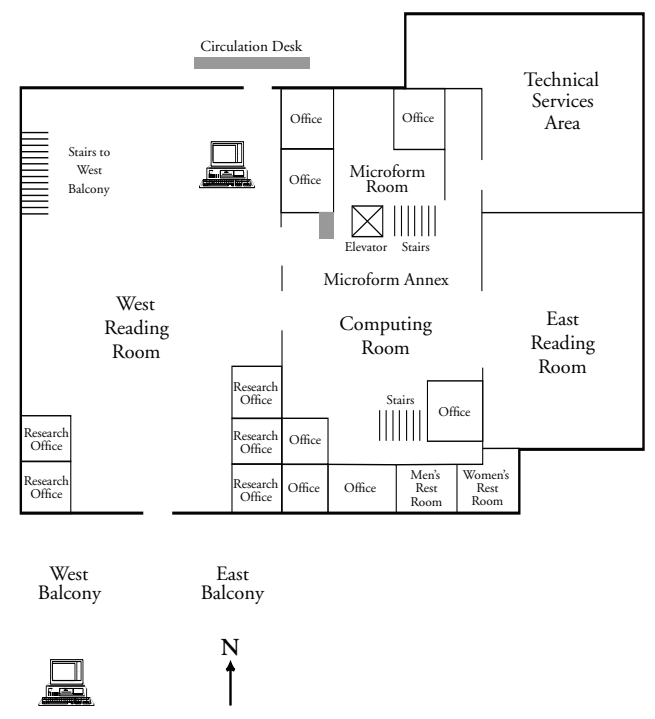 Circulation Desk
Technical
Services
Area
Office
Office
Stairs to
West
Balcony
Office
Microform
Room
Elevator
Stairs
Microform Annex
West
Reading
Room
Computing
Room
East
Reading
Room
Research
Office
Stairs
Office
Research
Office
Research
Office
Office
Research
Office
Research
Office
Office
Office
Men's
Rest
Room
Women's
Rest
Room
West
Balcony
East
Balcony
N